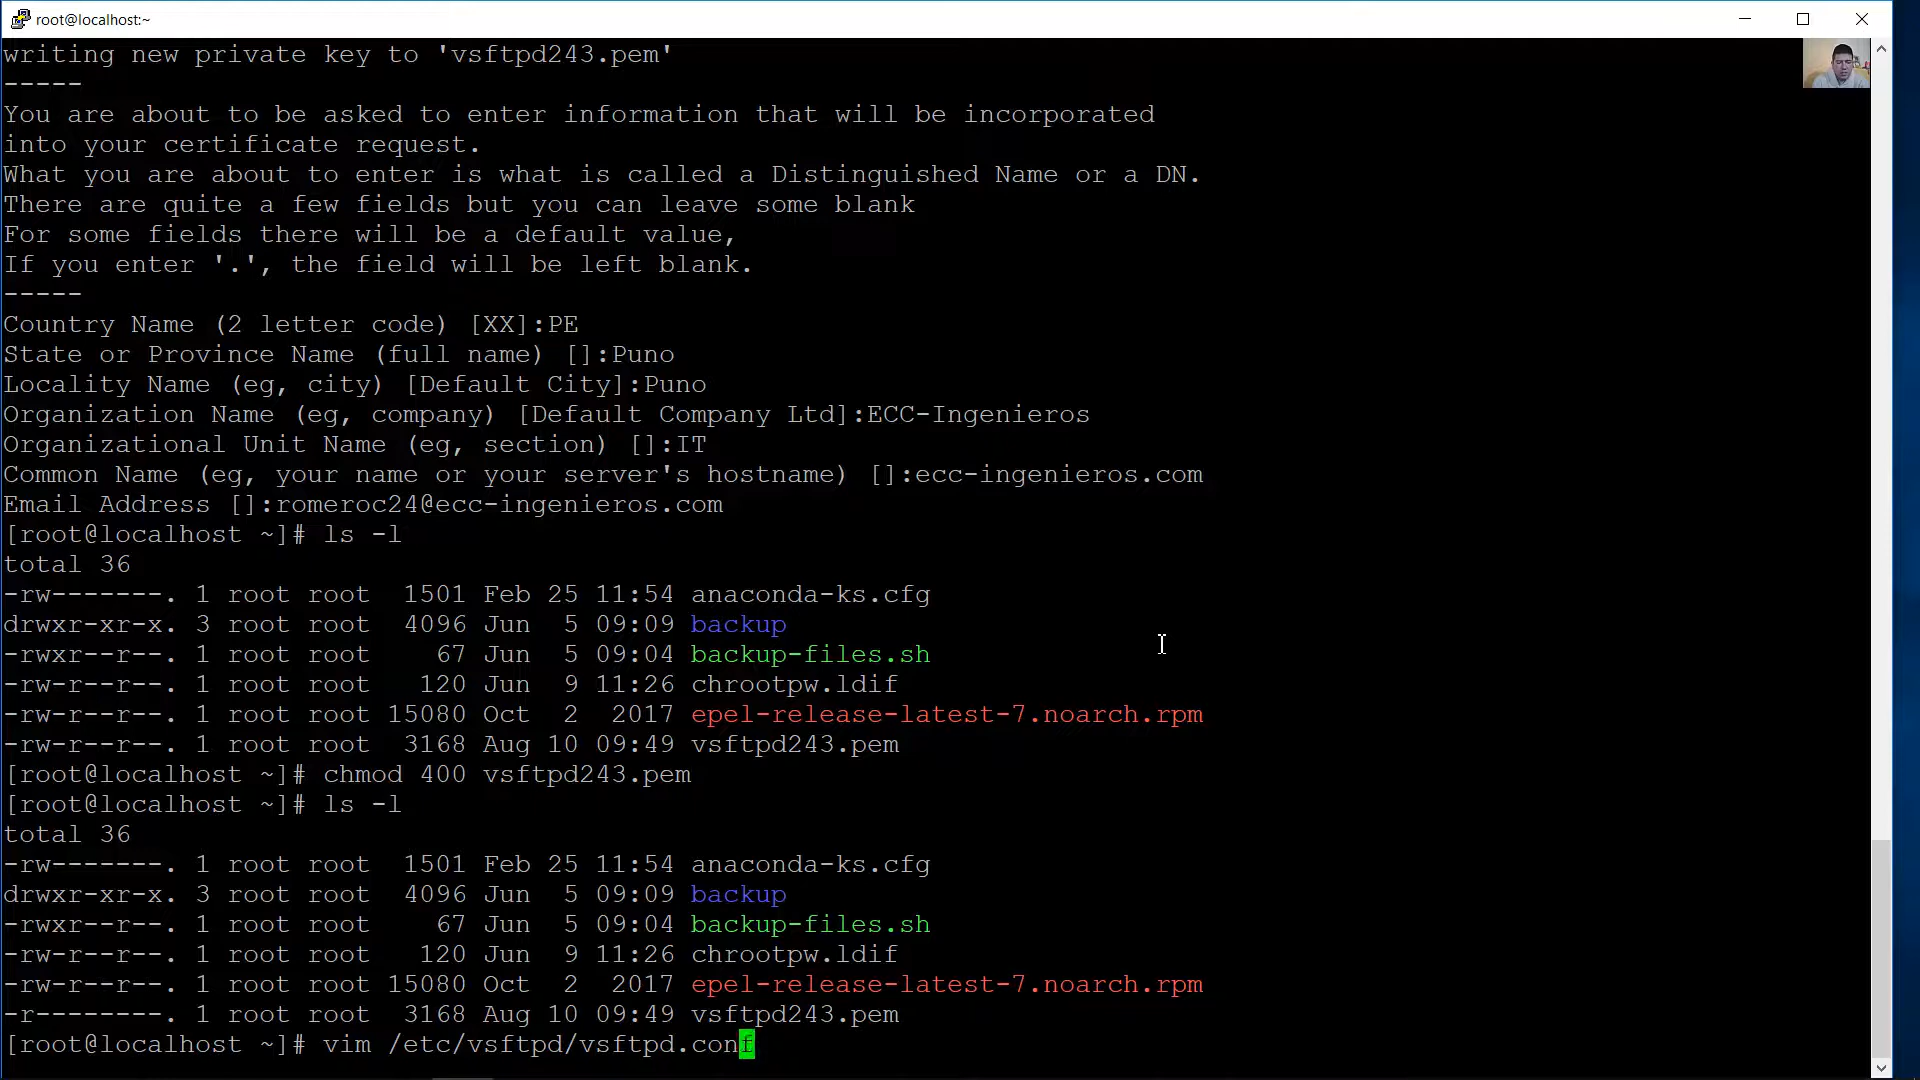 root@localhost:~
writing new private key to 'vsftpd243.pem'
-----
You are about to be asked to enter information that will be incorporated
into your certificate request.
What you are about to enter is what is called a Distinguished Name or a DN.
There are quite a few fields but you can leave some blank
For some fields there will be a default value,
If you enter '.', the field will be left blank.
-----
Country Name (2 letter code) [XX]:PE
State or Province Name (full name) []:Puno
Locality Name (eg, city) [Default City]:Puno
Organization Name (eg, company) [Default Company Ltd]:ECC-Ingenieros
Organizational Unit Name (eg, section) []:IT
Common Name (eg, your name or your server's hostname) []:ecc-ingenieros.com
Email Address []:romeroc24@ecc-ingenieros.com
[root@localhost ~]# ls -l
total 36
-rw-------. 1 root root  1501 Feb 25 11:54 anaconda-ks.cfg
drwxr-xr-x. 3 root root  4096 Jun  5 09:09 backup
-rwxr--r--. 1 root root    67 Jun  5 09:04 backup-files.sh
-rw-r--r--. 1 root root   120 Jun  9 11:26 chrootpw.ldif
-rw-r--r--. 1 root root 15080 Oct  2  2017 epel-release-latest-7.noarch.rpm
-rw-r--r--. 1 root root  3168 Aug 10 09:49 vsftpd243.pem
[root@localhost ~]# chmod 400 vsftpd243.pem
[root@localhost ~]# ls -l
total 36
-rw-------. 1 root root  1501 Feb 25 11:54 anaconda-ks.cfg
drwxr-xr-x. 3 root root  4096 Jun  5 09:09 backup
-rwxr--r--. 1 root root    67 Jun  5 09:04 backup-files.sh
-rw-r--r--. 1 root root   120 Jun  9 11:26 chrootpw.ldif
-rw-r--r--. 1 root root 15080 Oct  2  2017 epel-release-latest-7.noarch.rpm
-r--------. 1 root root  3168 Aug 10 09:49 vsftpd243.pem
[root@localhost ~]# vim /etc/vsftpd/vsftpd.conf